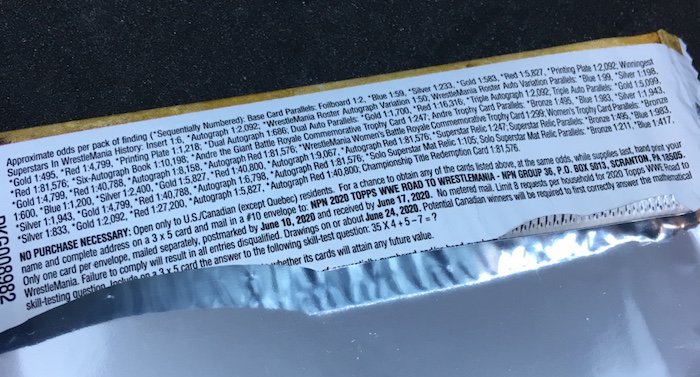 Approximate odds per pack of finding (*Sequentially Numbered): Base Card Parallels: Foilboard 1:2, *Blue 1:59, *Silver 1:233, *Gold 1:583, *Red 1:5,827, *Printing Plate 1:2,092; Winningest
Superstars In WrestleMania History: Insert 1:6, *Autograph 1:2,092; *WrestleMania Roster Autograph Variation 1:50; WrestleMania Roster Auto Variation Parallels: *Blue 1:99, *Silver 1:198,
*Gold 1:495, *Red 1:4,799, *Printing Plate 1:1,218; *Dual Autograph 1:686; Dual Auto Parallels: *Gold 1:1,700, *Red 1:16,316; *Triple Autograph 1:2,092; Triple Auto Parallels: *Gold 1:5,099,
*Red 1:81,576; *Six-Autograph Book 1:10,198; *Andre the Giant Battle Royale Commemorative Trophy Card 1:247; Andre Trophy Card Parallels: *Bronze 1:495, *Blue 1:983, *Silver 1:1,943,
*Gold 1:4,799, *Red 1:40,788, *Autograph 1:8,158, *Autograph Red 1:81,576; *WrestleMania Women's Battle Royale Commemorative Trophy Card 1:299; Women's Trophy Card Parallels: *Bronze
1:600, *Blue 1:1,200, *Silver 1:2,400, *Gold 1:5,827, *Red 1:40,800, *Autograph 1:9,067, *Autograph Red 1:81,576; *Superstar Relic 1:247; Superstar Relic Parallels: *Bronze 1:495, *Blue 1:983,
*Silver 1:1,943, *Gold 1:4,799, *Red 1:40,788, *Autograph 1:6,798, *Autograph Red 1:81,576; Solo Superstar Mat Relic 1:105; Solo Superstar Mat Relic Parallels: *Bronze 1:211, *Blue 1:417,
*Silver 1:833, *Gold 1:2,092, *Red 1:27,200, *Autograph 1:5,827, *Autograph Red 1:40,800; Championship Title Redemption Card 1:81,576.
NO PURCHASE NECESSARY: Open only to U.S./Canadian (except Quebec) residents. For a chance to obtain any of the cards listed above, at the same odds, while supplies last, hand print your
name and complete address on a 3 x 5 card and mail in a #10 envelope to: NPN 2020 TOPPS WWE ROAD TO WRESTLEMANIA - NPN GROUP 36, P.O. BOX 5813, SCRANTON, PA 18505.
Only one card per envelope, mailed separately, postmarked by June 10, 2020 and received by June 17, 2020. No metered mail. Limit 8 requests per household for 2020 Topps WWE Road to
WrestleMania. Failure to comply will result in all entries disqualified. Drawings on or about June 24, 2020. Potential Canadian winners will be required to first correctly answer the mathematical
skill-testing question. Include on a 3 x 5 card the answer to the following skill-test question: 35 X 4 + 5 – 7 = ?
whether its cards will attain any future value.
PKG008982